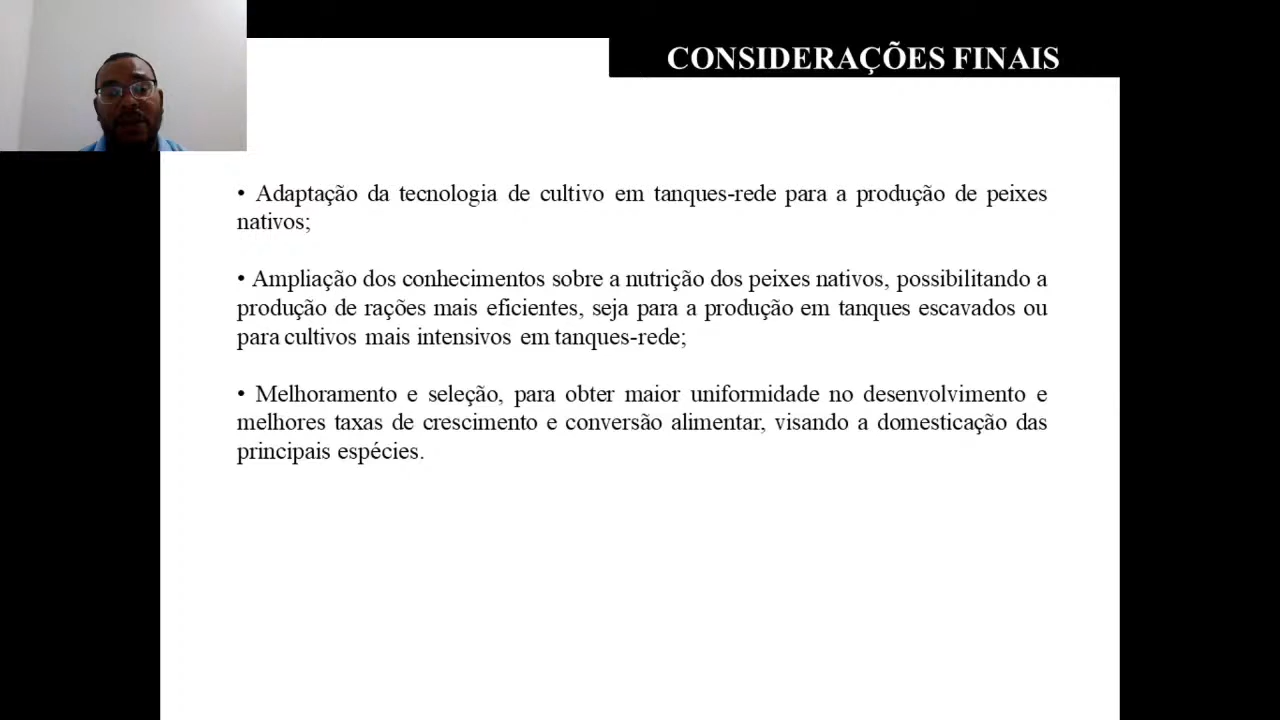 CONSIDERAÇÕES FINAIS
• Adaptação da tecnologia de cultivo em tanques-rede para a produção de peixes
nativos;
• Ampliação dos conhecimentos sobre a nutrição dos peixes nativos, possibilitando a
produção de rações mais eficientes, seja para a produção em tanques escavados ou
para cultivos mais intensivos em tanques-rede;
• Melhoramento e seleção, para obter maior uniformidade no desenvolvimento e
melhores taxas de crescimento e conversão alimentar, visando a domesticação das
principais espécies.